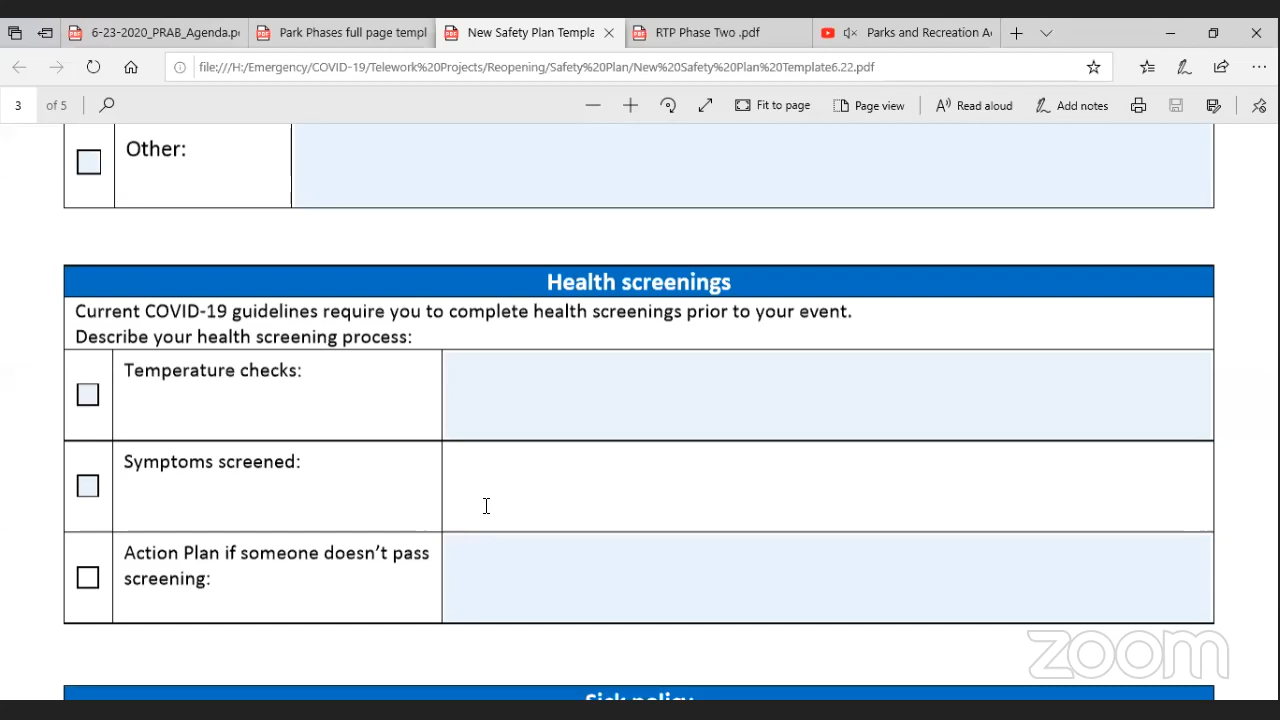 6-23-2020_PRAB_Agenda.p
Park Phases full page templ
New Safety Plan Templa
RTP Phase Two .pdf
Parks and Recreation A
file:///H:/Emergency/COVID-19/Telework%20Projects/Reopening/Safety%20Plan/New%20Safety%20Plan%20Template6.22.pdf
3 of 5
Fit to page
Page view
Read aloud
Add notes
Other:
Health screenings
Current COVID-19 guidelines require you to complete health screenings prior to your event.
Describe your health screening process:
Temperature checks:
Symptoms screened:
Action Plan if someone doesn't pass
screening:
zoom
Sick policy